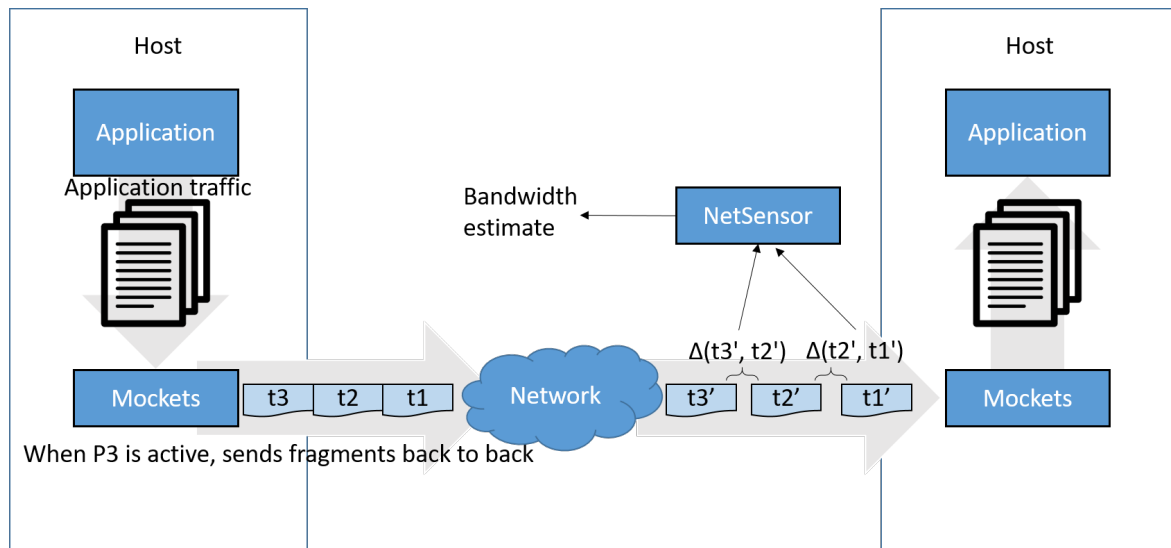 Host
Application
Application traffic
Mockets
t3
t2
t1
When P3 is active, sends fragments back to back
Network
Bandwidth
estimate
NetSensor
Δ(t3', t2')
Δ(t2', t1')
t3’
t2’
t1’
Host
Application
Mockets